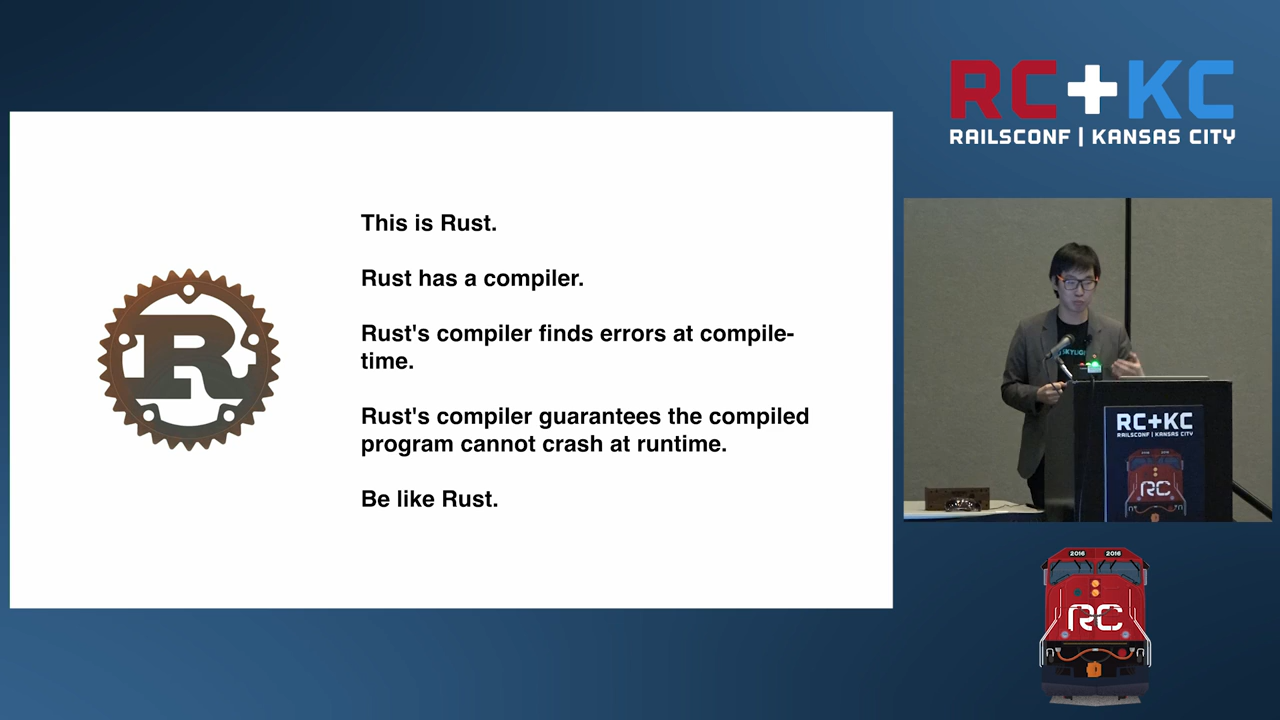 RC+KC
RAILSCONF | KANSAS CITY
This is Rust.
Rust has a compiler.
Rust's compiler finds errors at compile-
time.
Rust's compiler guarantees the compiled
program cannot crash at runtime.
Be like Rust.
R
SKYLIG
RC+KC
RAILSCONF | KANSAS CITY
RC
2016 2016
RC